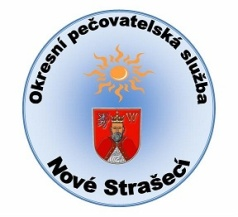 Okresní pečovatelská služba
W
Nové Strašecí